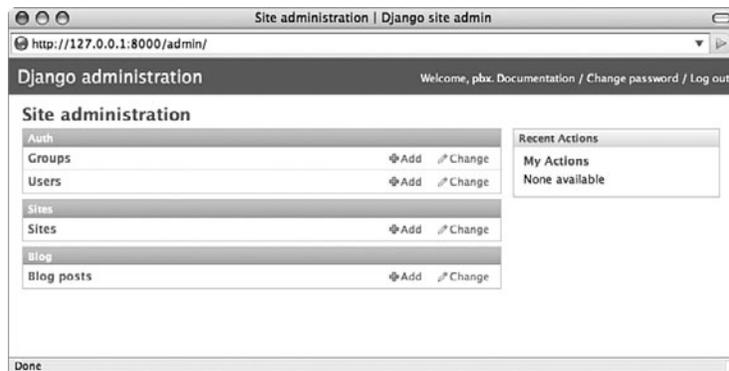 Site administration | Django site admin
http://127.0.0.1:8000/admin/
Django administration
Welcome, pbx. Documentation / Change password / Log out
Site administration
Auth
Groups Add Change
Users Add Change
Sites
Sites Add Change
Blog
Blog posts Add Change
Recent Actions
My Actions
None available
Done